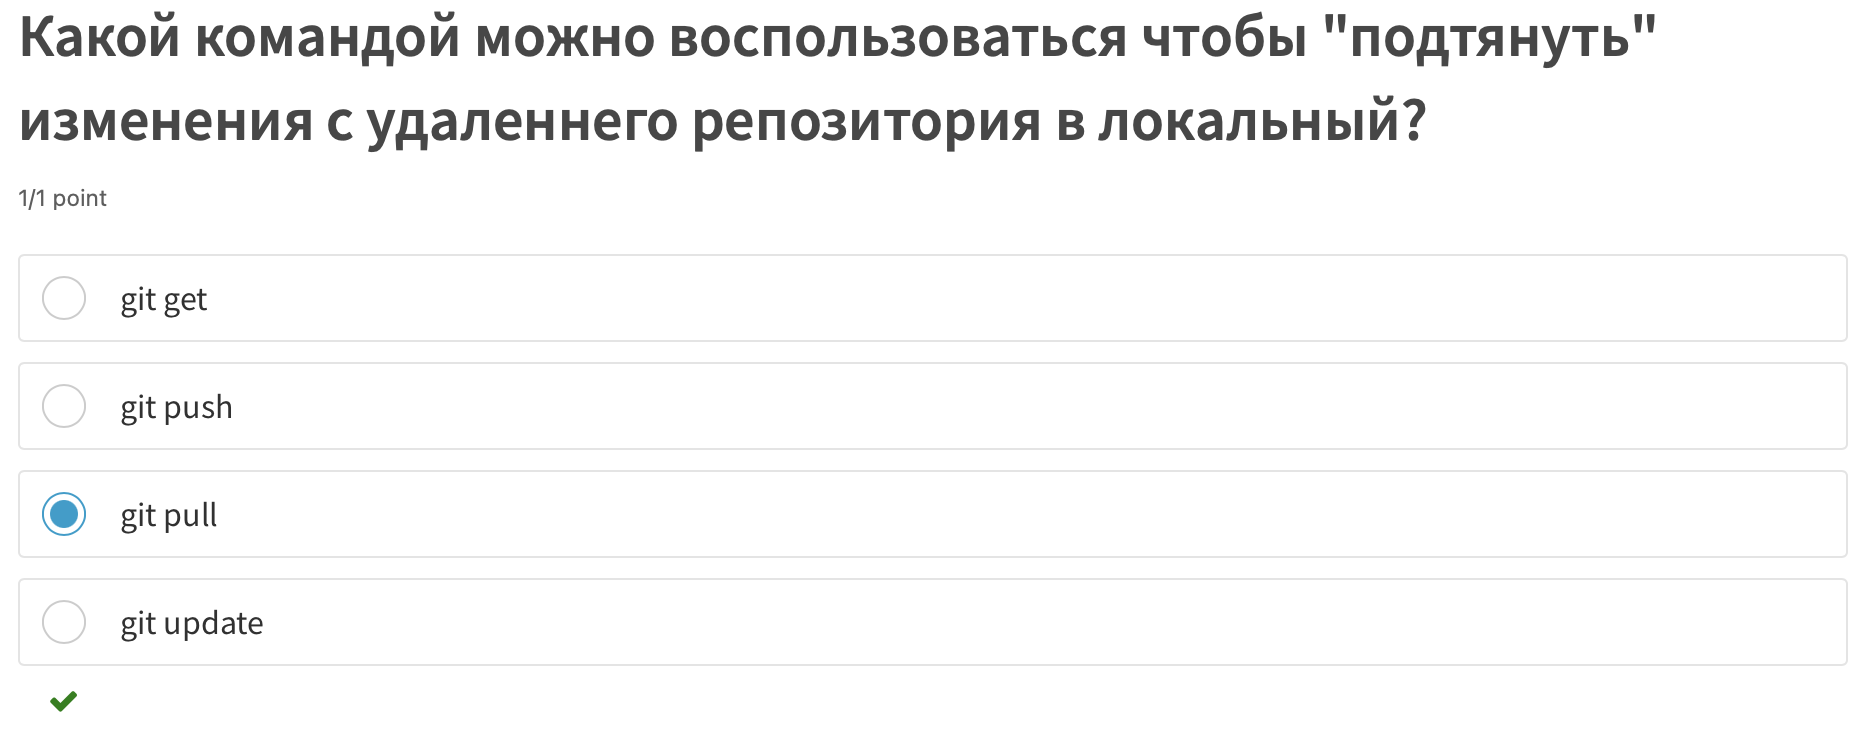 Какой командой можно воспользоваться чтобы "подтянуть"
изменения с удаленнего репозитория в локальный?
1/1 point
git get
git push
git pull
git update